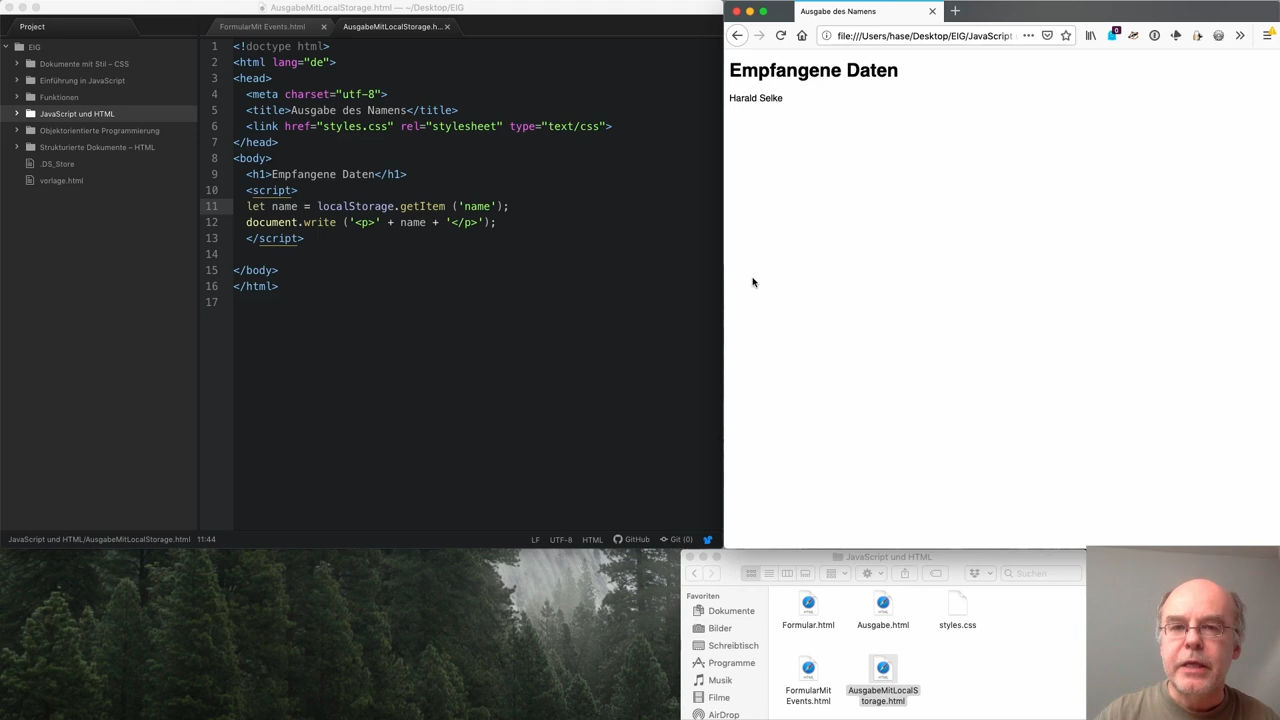 AusgabeMitLocalStorage.html — ~/Desktop/EIG
Project
FormularMit Events.html
AusgabeMitLocalStorage.h...
EIG
Dokumente mit Stil – CSS
Einführung in JavaScript
Funktionen
JavaScript und HTML
Objektorientierte Programmierung
Strukturierte Dokumente – HTML
.DS_Store
vorlage.html
1 <!doctype html>
2 <html lang="de">
3 <head>
4 <meta charset="utf-8">
5 <title>Ausgabe des Namens</title>
6 <link href="styles.css" rel="stylesheet" type="text/css">
7 </head>
8 <body>
9 <h1>Empfangene Daten</h1>
10 <script>
11 let name = localStorage.getItem ('name');
12 document.write ('<p>' + name + '</p>');
13 </script>
14
15 </body>
16 </html>
17
JavaScript und HTML/AusgabeMitLocalStorage.html 11:44
LF UTF-8 HTML GitHub Git (0)
Ausgabe des Namens
file:///Users/hase/Desktop/EIG/JavaScript
0
Empfangene Daten
Harald Selke
JavaScript und HTML
Suchen
Favoriten
Dokumente
Bilder
Schreibtisch
Programme
Musik
Filme
AirDrop
Formular.html
Ausgabe.html
styles.css
FormularMit
Events.html
AusgabeMitLocalS
torage.html